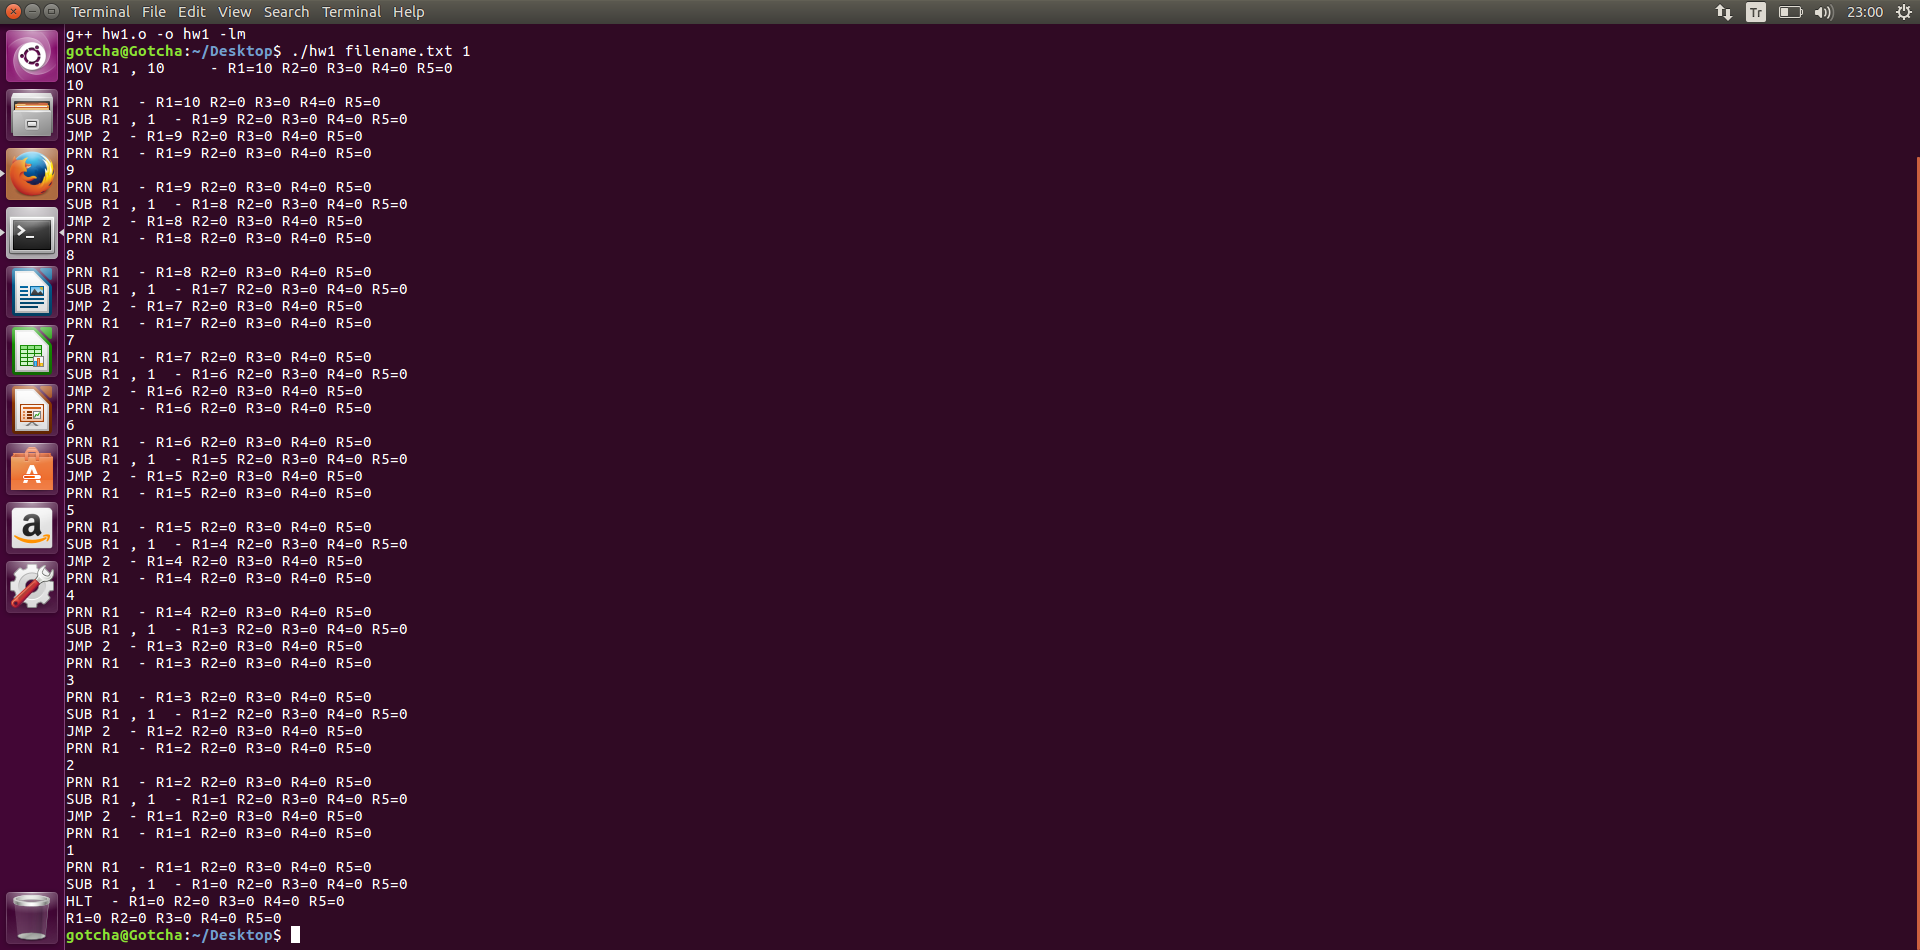 Terminal File Edit View Search Terminal Help Tr 23:00
g++ hw1.o -o hw1 -lm
gotcha@Gotcha:~/Desktop$ ./hw1 filename.txt 1
MOV R1 , 10     - R1=10 R2=0 R3=0 R4=0 R5=0
10
PRN R1  - R1=10 R2=0 R3=0 R4=0 R5=0
SUB R1 , 1  - R1=9 R2=0 R3=0 R4=0 R5=0
JMP 2  - R1=9 R2=0 R3=0 R4=0 R5=0
PRN R1  - R1=9 R2=0 R3=0 R4=0 R5=0
9
PRN R1  - R1=9 R2=0 R3=0 R4=0 R5=0
SUB R1 , 1  - R1=8 R2=0 R3=0 R4=0 R5=0
JMP 2  - R1=8 R2=0 R3=0 R4=0 R5=0
PRN R1  - R1=8 R2=0 R3=0 R4=0 R5=0
8
PRN R1  - R1=8 R2=0 R3=0 R4=0 R5=0
SUB R1 , 1  - R1=7 R2=0 R3=0 R4=0 R5=0
JMP 2  - R1=7 R2=0 R3=0 R4=0 R5=0
PRN R1  - R1=7 R2=0 R3=0 R4=0 R5=0
7
PRN R1  - R1=7 R2=0 R3=0 R4=0 R5=0
SUB R1 , 1  - R1=6 R2=0 R3=0 R4=0 R5=0
JMP 2  - R1=6 R2=0 R3=0 R4=0 R5=0
PRN R1  - R1=6 R2=0 R3=0 R4=0 R5=0
6
PRN R1  - R1=6 R2=0 R3=0 R4=0 R5=0
SUB R1 , 1  - R1=5 R2=0 R3=0 R4=0 R5=0
JMP 2  - R1=5 R2=0 R3=0 R4=0 R5=0
PRN R1  - R1=5 R2=0 R3=0 R4=0 R5=0
5
PRN R1  - R1=5 R2=0 R3=0 R4=0 R5=0
SUB R1 , 1  - R1=4 R2=0 R3=0 R4=0 R5=0
JMP 2  - R1=4 R2=0 R3=0 R4=0 R5=0
PRN R1  - R1=4 R2=0 R3=0 R4=0 R5=0
4
PRN R1  - R1=4 R2=0 R3=0 R4=0 R5=0
SUB R1 , 1  - R1=3 R2=0 R3=0 R4=0 R5=0
JMP 2  - R1=3 R2=0 R3=0 R4=0 R5=0
PRN R1  - R1=3 R2=0 R3=0 R4=0 R5=0
3
PRN R1  - R1=3 R2=0 R3=0 R4=0 R5=0
SUB R1 , 1  - R1=2 R2=0 R3=0 R4=0 R5=0
JMP 2  - R1=2 R2=0 R3=0 R4=0 R5=0
PRN R1  - R1=2 R2=0 R3=0 R4=0 R5=0
2
PRN R1  - R1=2 R2=0 R3=0 R4=0 R5=0
SUB R1 , 1  - R1=1 R2=0 R3=0 R4=0 R5=0
JMP 2  - R1=1 R2=0 R3=0 R4=0 R5=0
PRN R1  - R1=1 R2=0 R3=0 R4=0 R5=0
1
PRN R1  - R1=1 R2=0 R3=0 R4=0 R5=0
SUB R1 , 1  - R1=0 R2=0 R3=0 R4=0 R5=0
HLT  - R1=0 R2=0 R3=0 R4=0 R5=0
R1=0 R2=0 R3=0 R4=0 R5=0
gotcha@Gotcha:~/Desktop$